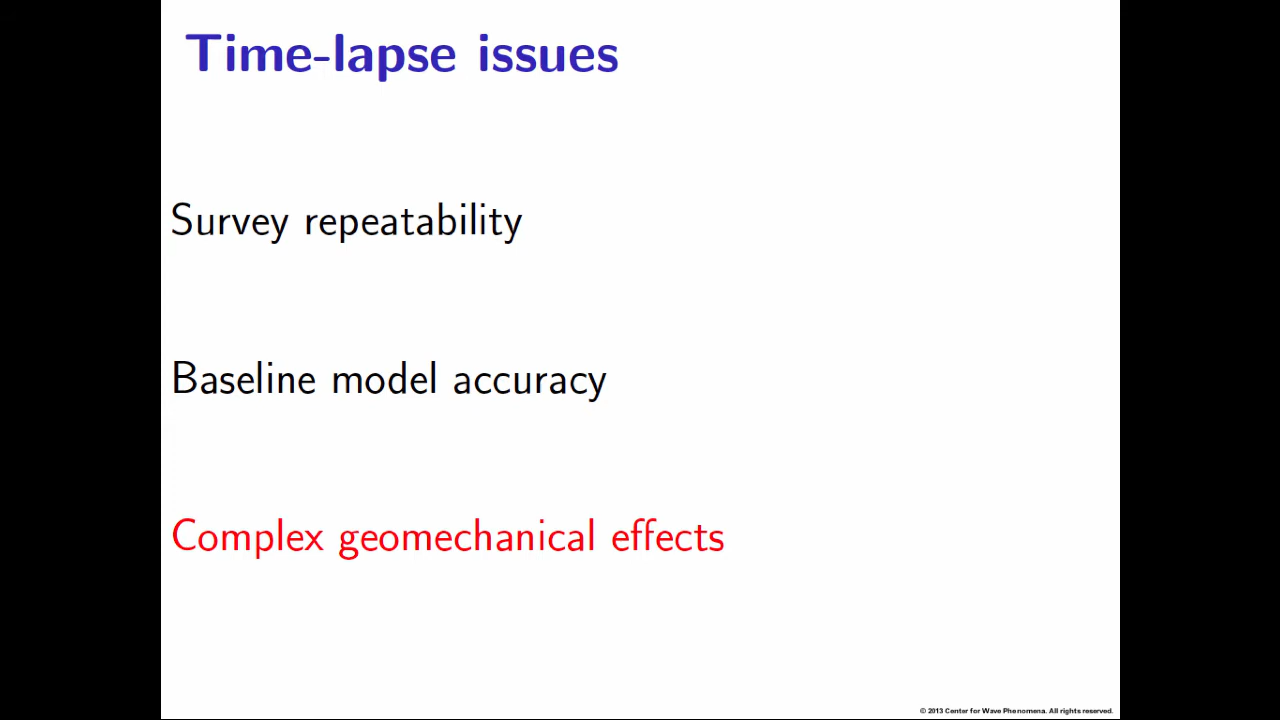 Time-lapse issues
Survey repeatability
Baseline model accuracy
Complex geomechanical effects
© 2013 Center for Wave Phenomena. All rights reserved.